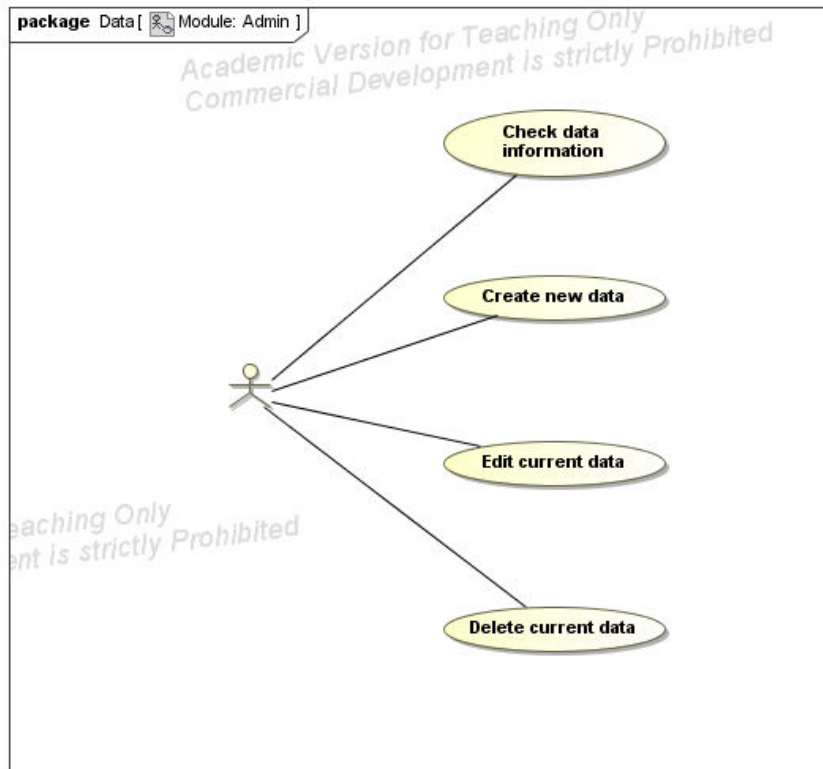 package Data [ Module: Admin ]
Academic Version for Teaching Only
Commercial Development is strictly Prohibited
Check data
information
Create new data
Edit current data
eaching Only
ent is strictly Prohibited
Delete current data